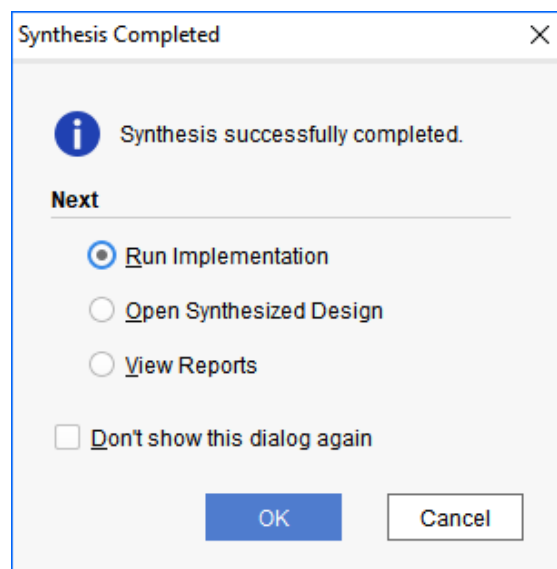 Synthesis Completed
Synthesis successfully completed.
Next
Run Implementation
Open Synthesized Design
View Reports
Don't show this dialog again
OK
Cancel